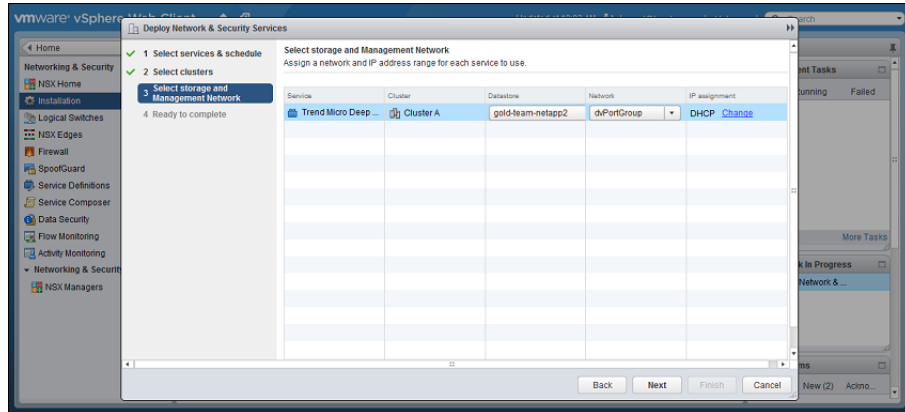 vmware® vSphere Web Client
Deploy Network & Security Services
Home
Networking & Security
NSX Home
Installation
Logical Switches
NSX Edges
Firewall
SpoofGuard
Service Definitions
Service Composer
Data Security
Flow Monitoring
Activity Monitoring
Networking & Securit
NSX Managers
1 Select services & schedule
2 Select clusters
3 Select storage and
Management Network
4 Ready to complete
Select storage and Management Network
Assign a network and IP address range for each service to use.
Service Cluster Datastore Network IP assignment
Trend Micro Deep ... Cluster A gold-team-netapp2 dvPortGroup DHCP Change
Back Next Finish Cancel
arch
ent Tasks
unning Failed
More Tasks
k In Progress
Network & ...
ms
New (2) Ackno...